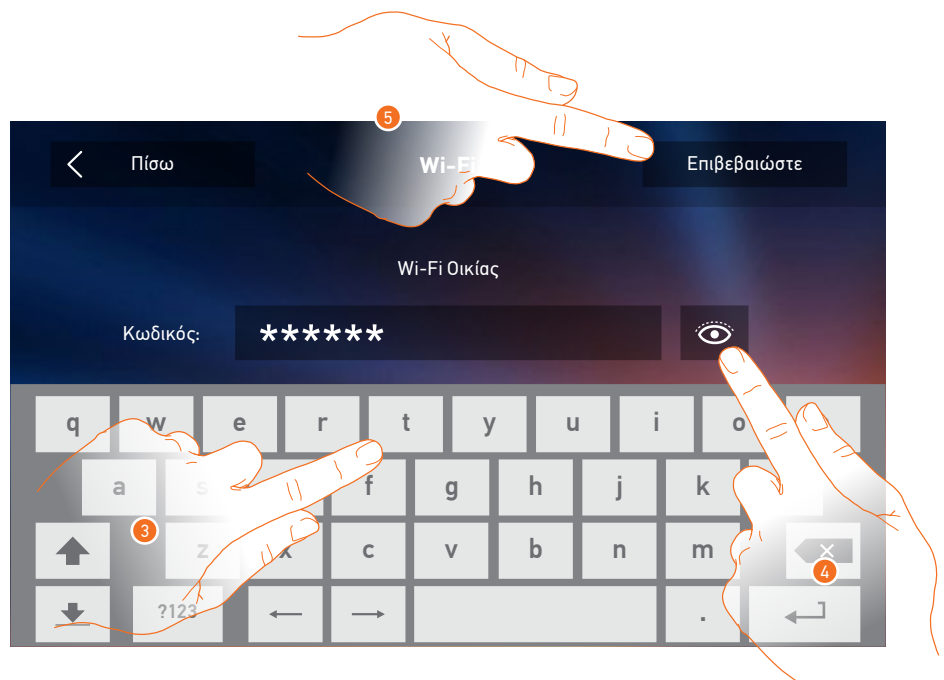 5
Πίσω
Wi-Fi
Επιβεβαιώστε
Wi-Fi Οικίας
Κωδικός:
******
q w e r t y u i o
a s f g h j k
3
z x c v b n m
4
?123 .